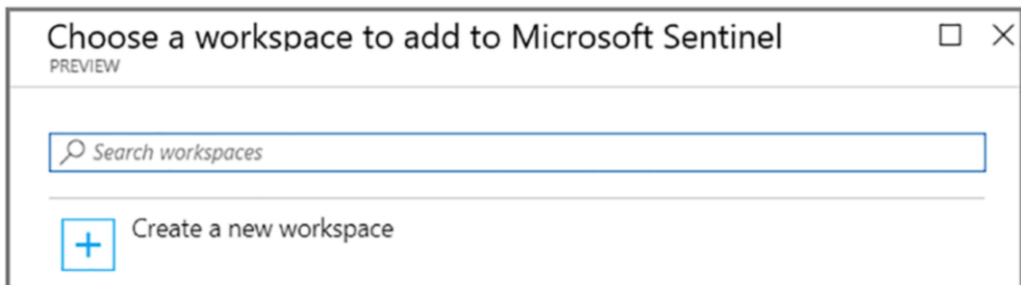 Choose a workspace to add to Microsoft Sentinel
PREVIEW
Search workspaces
Create a new workspace